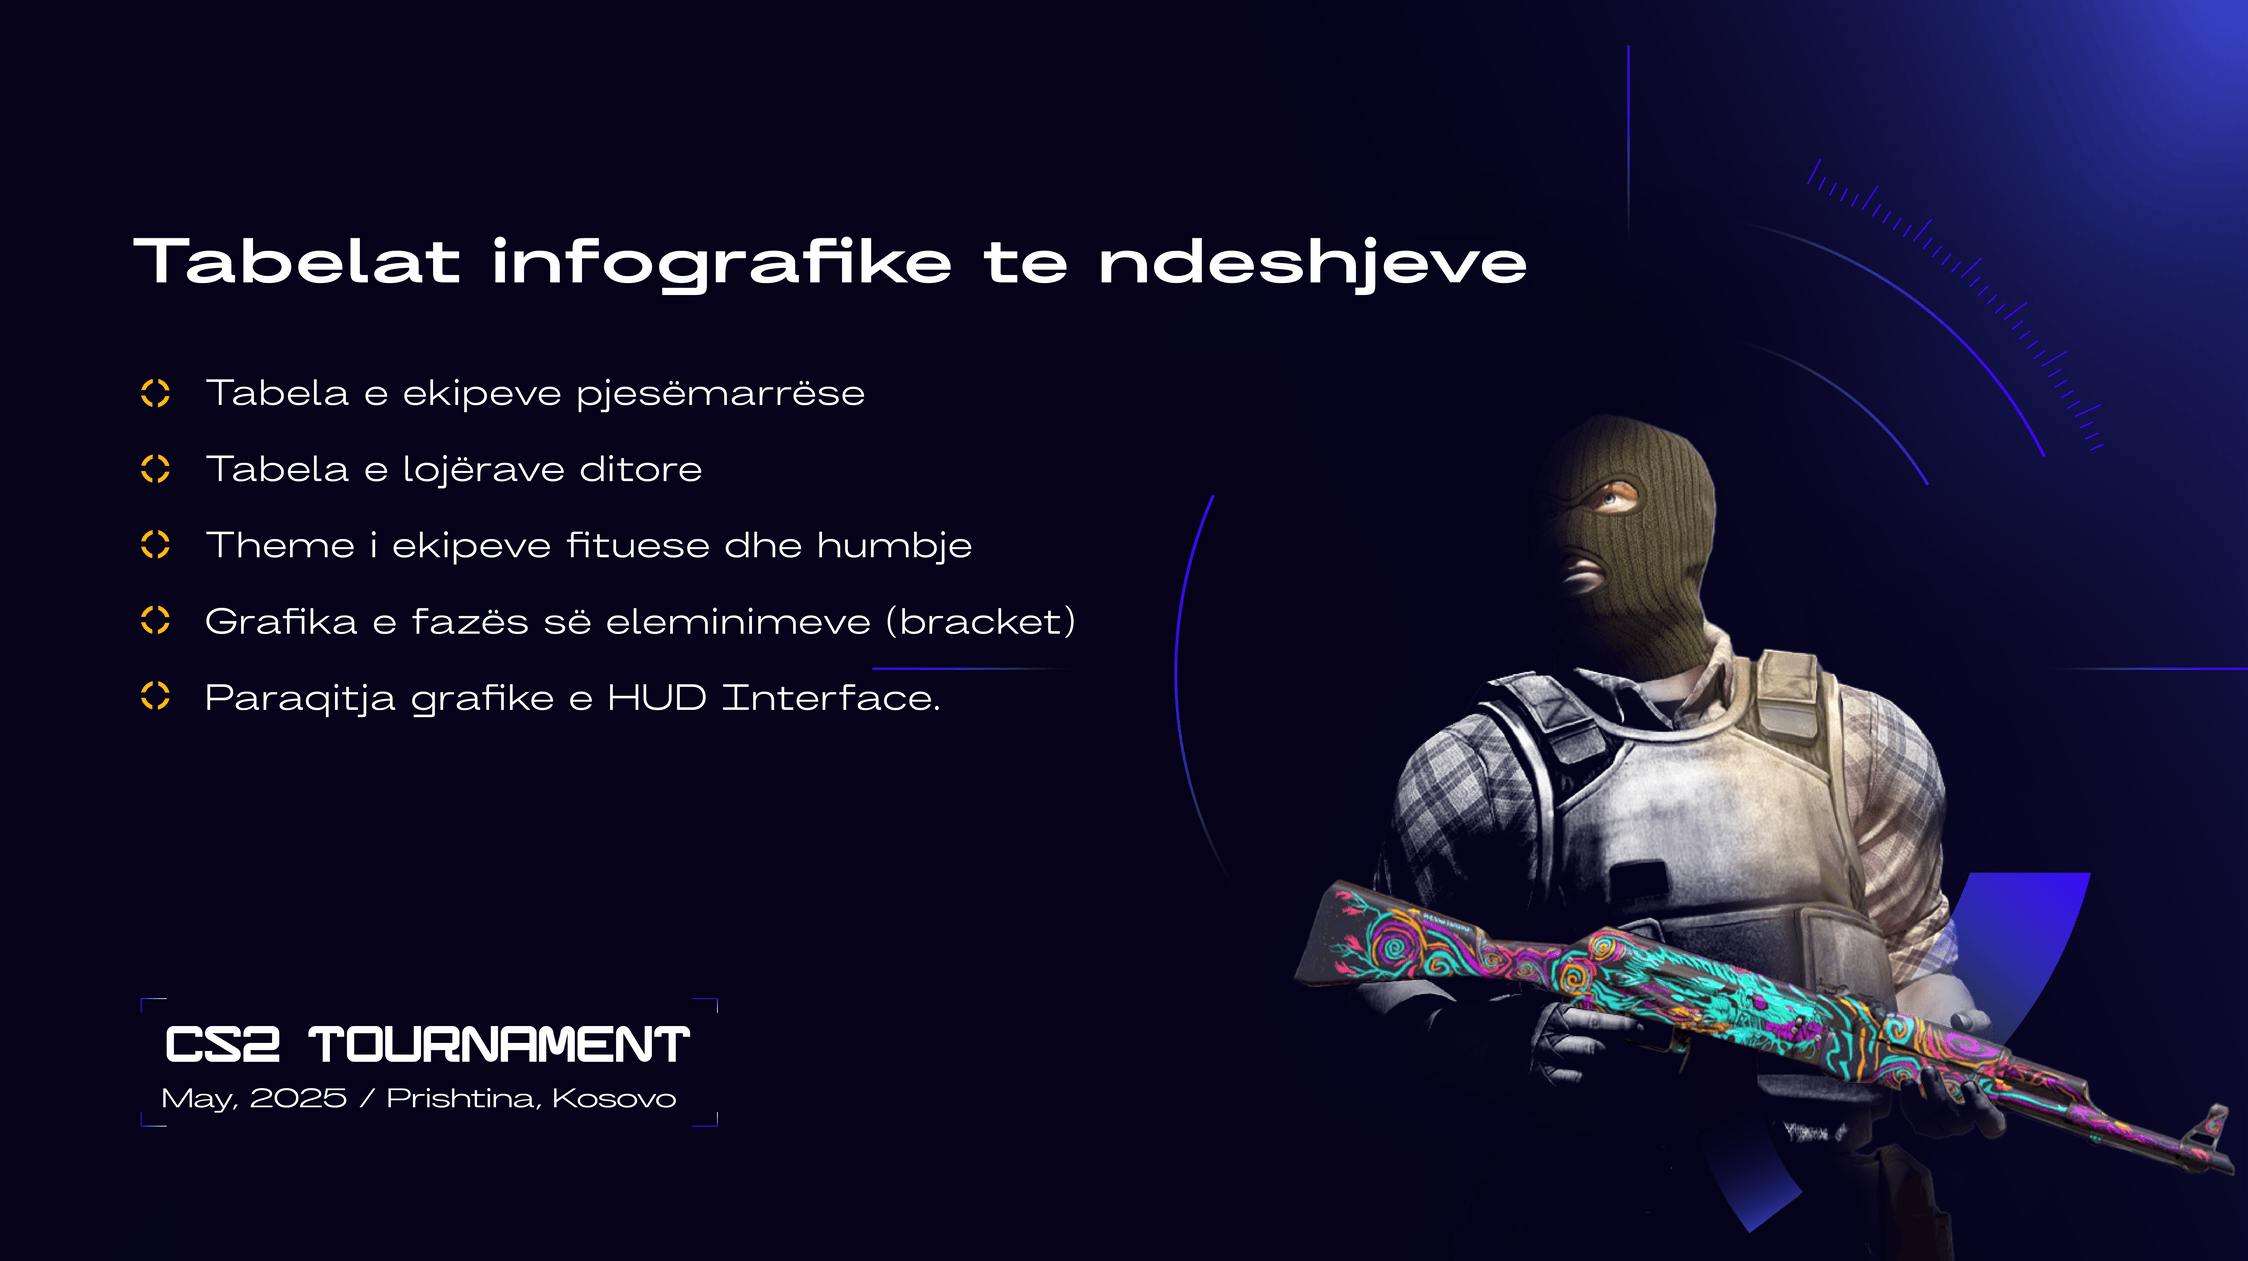 Tabelat infografike te ndeshjeve
Tabela e ekipeve pjesëmarrëse
Tabela e lojërave ditore
Theme i ekipeve fituese dhe humbje
Grafika e fazës së eleminimeve (bracket)
Paraqitja grafike e HUD Interface.
CS2 TOURNAMENT
May, 2025 / Prishtina, Kosovo